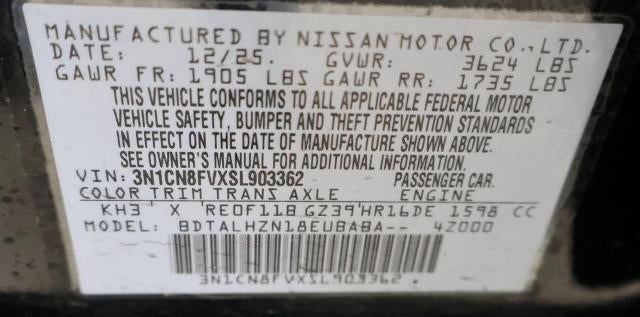 MANUFACTURED BY NISSAN MOTOR CO., LTD.
DATE: 12/25. GVWR: 3624 LBS
GAWR FR: 1905 LBS GAWR RR: 1735 LBS
THIS VEHICLE CONFORMS TO ALL APPLICABLE FEDERAL MOTOR
VEHICLE SAFETY, BUMPER AND THEFT PREVENTION STANDARDS
IN EFFECT ON THE DATE OF MANUFACTURE SHOWN ABOVE.
SEE OWNER'S MANUAL FOR ADDITIONAL INFORMATION.
VIN: 3N1CN8FVXSL903362 PASSENGER CAR.
COLOR TRIM TRANS AXLE ENGINE
KH3 X RE0F11B GZ39 HR16DE 1598 CC
MODEL: BDTALHZN18EUBABA-- 4Z000
3N1CN8FVXSL903362